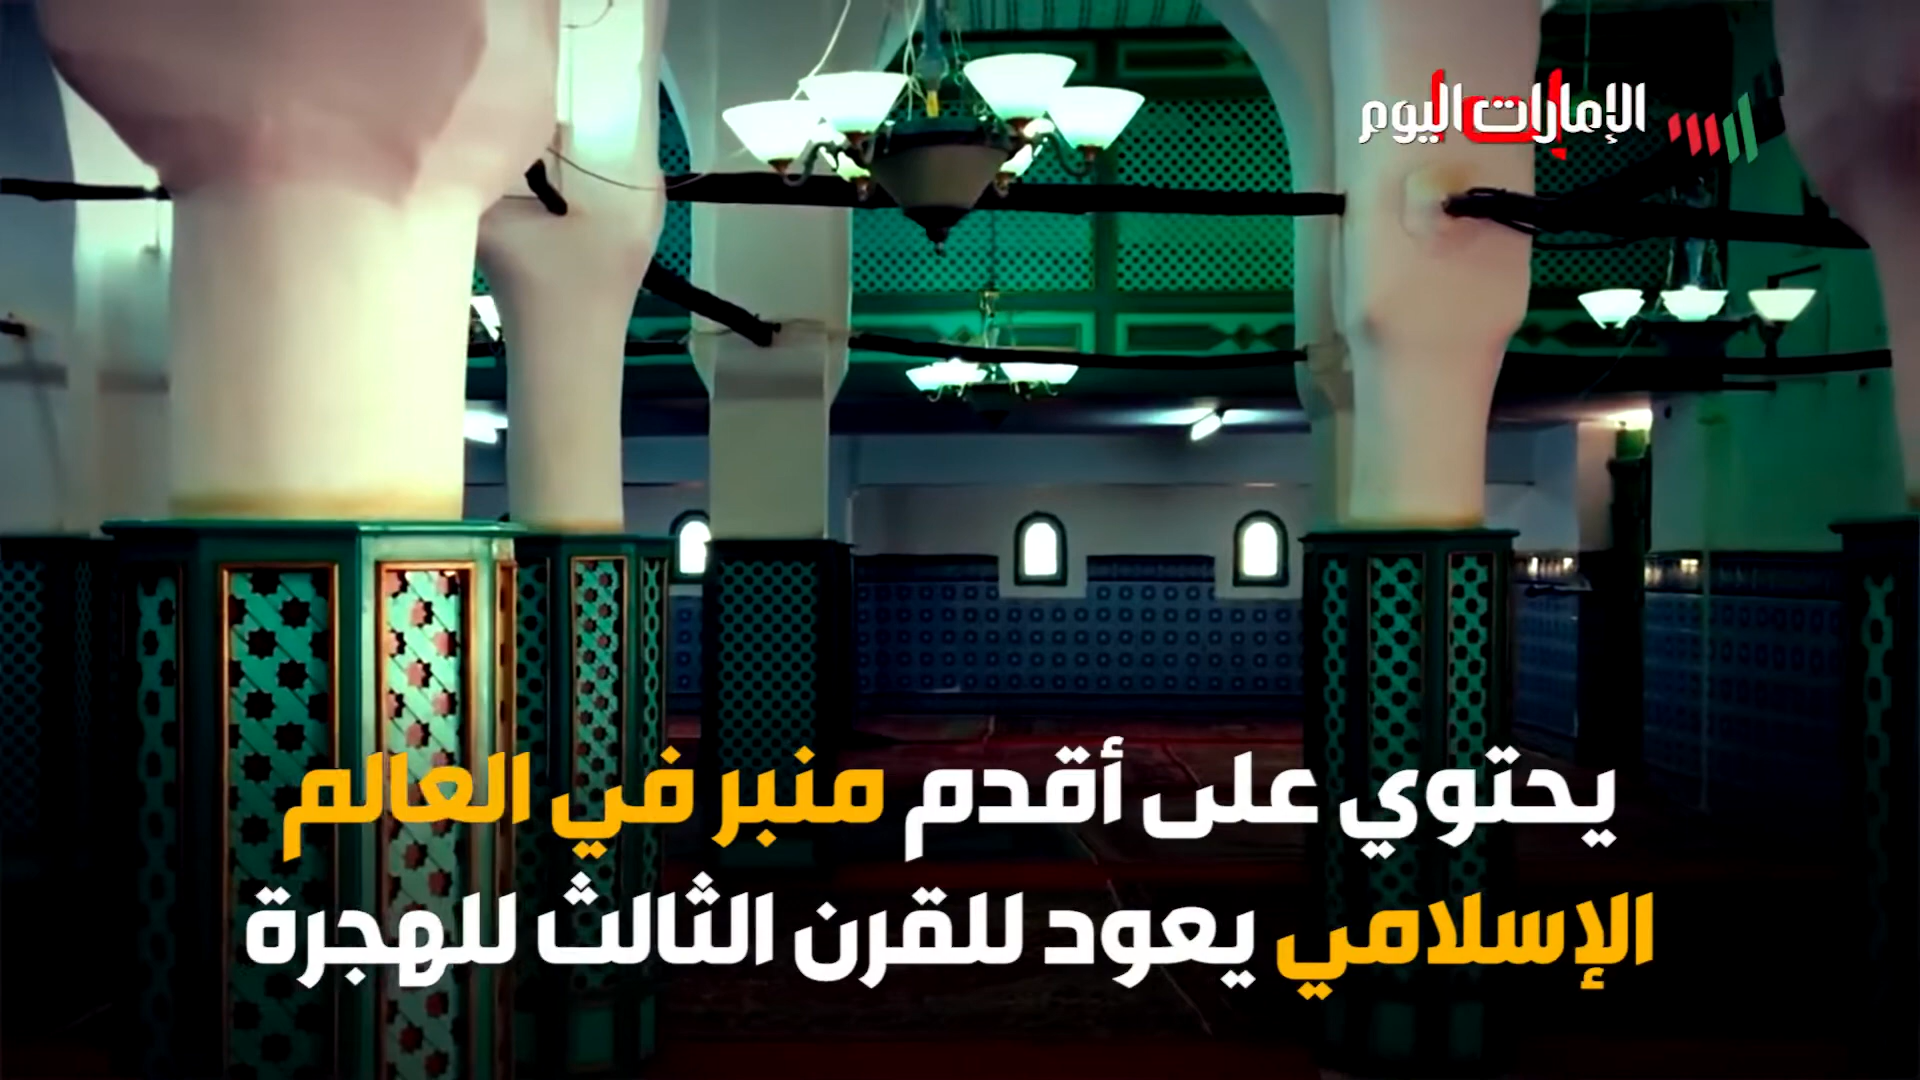 الإمارات اليوم
يحتوي على أقدم منبر في العالم
الإسلامي يعود للقرن الثالث للهجرة